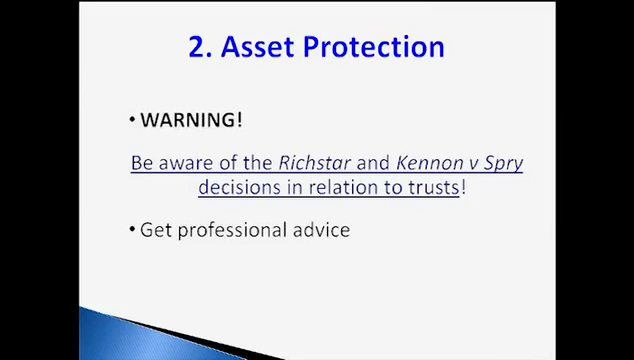 2. Asset Protection
• WARNING!
Be aware of the Richstar and Kennon v Spry
decisions in relation to trusts!
• Get professional advice